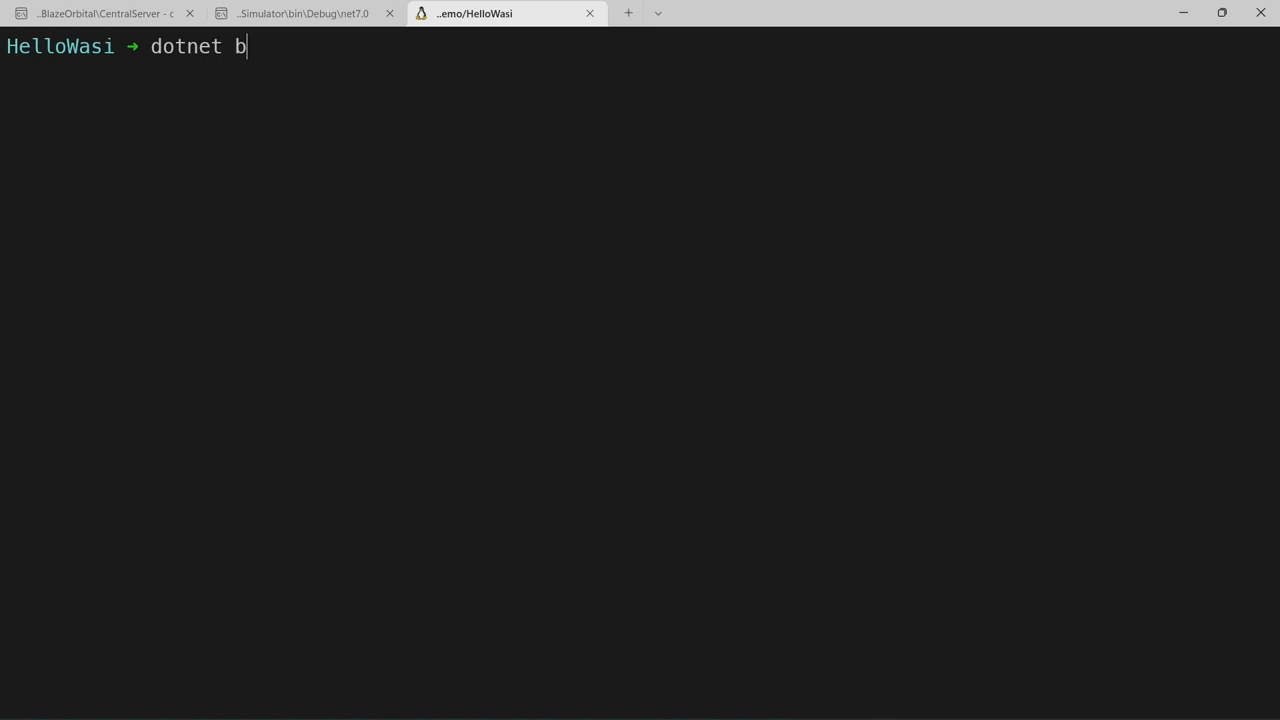 ..BlazeOrbital\CentralServer - c
..Simulator\bin\Debug\net7.0
..emo/HelloWasi
HelloWasi ➜ dotnet b